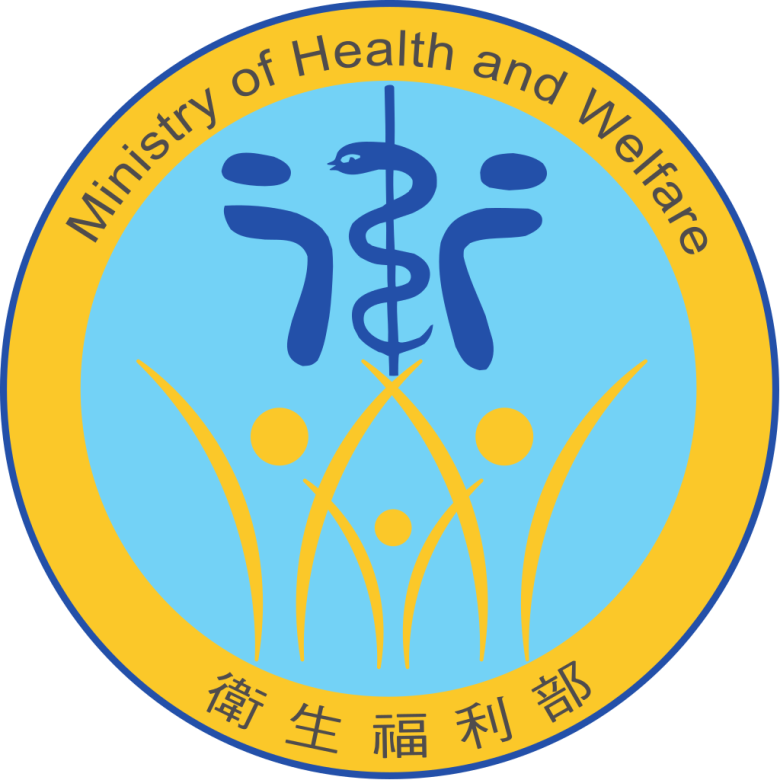 Ministry of Health and Welfare
衛生福利部